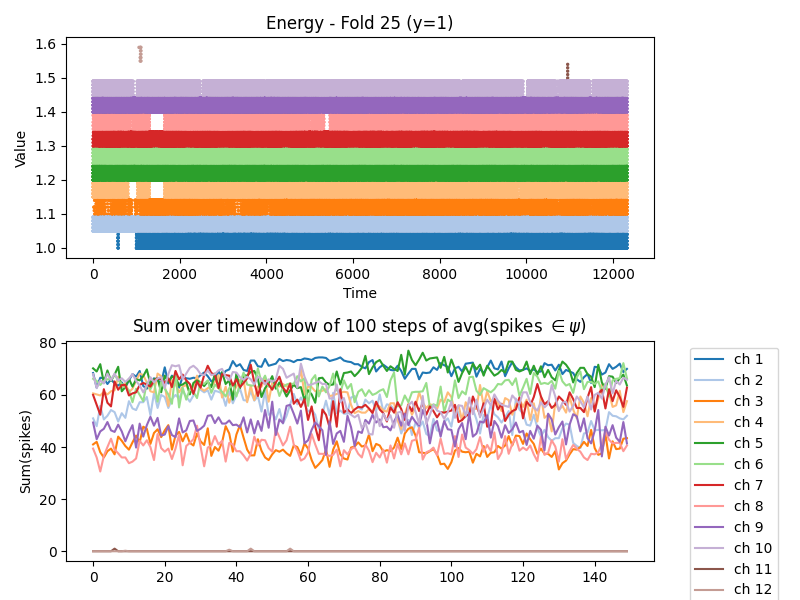 Energy - Fold 25 (y=1)
1.6
1.5
1.4
1.3
1.2
1.1
1.0
Value
0 2000 4000 6000 8000 10000 12000
Time
Sum over timewindow of 100 steps of avg(spikes ∈ ψ)
80
60
40
20
0
Sum(spikes)
0 20 40 60 80 100 120 140
ch 1
ch 2
ch 3
ch 4
ch 5
ch 6
ch 7
ch 8
ch 9
ch 10
ch 11
ch 12